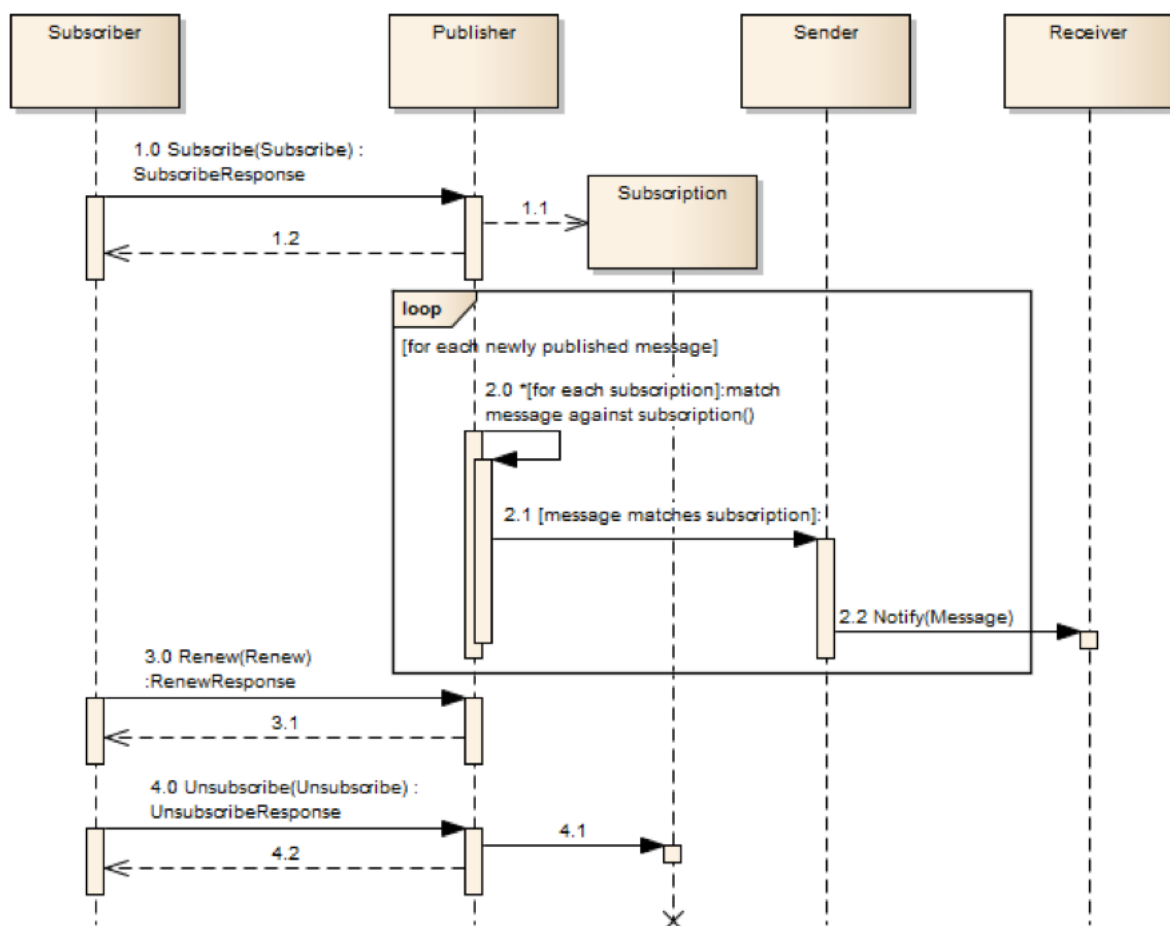 Subscriber
Publisher
Sender
Receiver
1.0 Subscribe(Subscribe) :
SubscribeResponse
Subscription
1.1
1.2
loop
[for each newly published message]
2.0 *[for each subscription]:match
message against subscription()
2.1 [message matches subscription]:
2.2 Notify(Message)
3.0 Renew(Renew)
:RenewResponse
3.1
4.0 Unsubscribe(Unsubscribe) :
UnsubscribeResponse
4.1
4.2